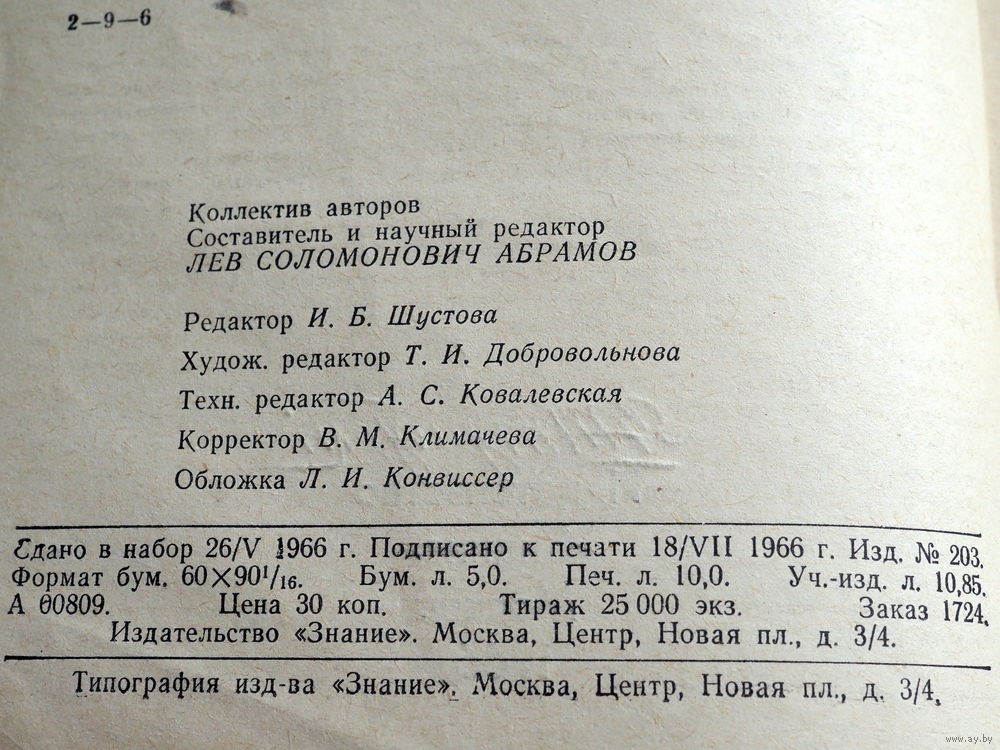 2—9—6
Коллектив авторов
Составитель и научный редактор
ЛЕВ СОЛОМОНОВИЧ АБРАМОВ
Редактор И. Б. Шустова
Худож. редактор Т. И. Добровольнова
Техн. редактор А. С. Ковалевская
Корректор В. М. Климачева
Обложка Л. И. Конвиссер
Сдано в набор 26/V 1966 г. Подписано к печати 18/VII 1966 г. Изд. № 203.
Формат бум. 60×90¹/₁₆. Бум. л. 5,0. Печ. л. 10,0. Уч.-изд. л. 10,85.
А 00809. Цена 30 коп. Тираж 25 000 экз. Заказ 1724.
Издательство «Знание». Москва, Центр, Новая пл., д. 3/4.
Типография изд-ва «Знание». Москва, Центр, Новая пл., д. 3/4.
www.ay.by